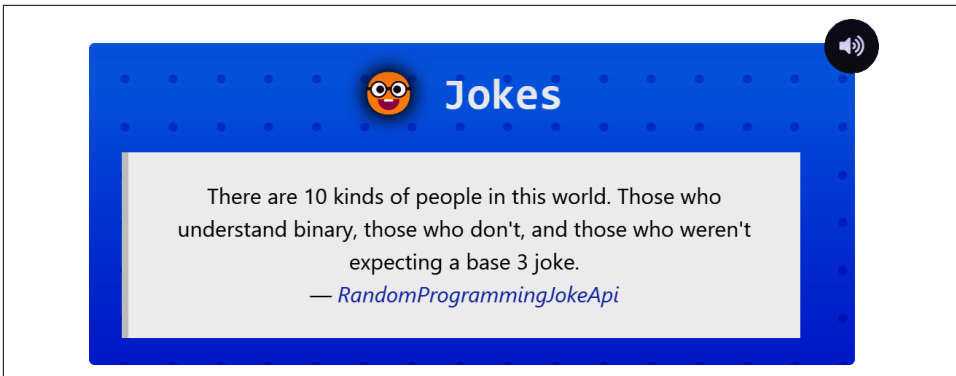 Jokes
There are 10 kinds of people in this world. Those who
understand binary, those who don't, and those who weren't
expecting a base 3 joke.
— RandomProgrammingJokeApi